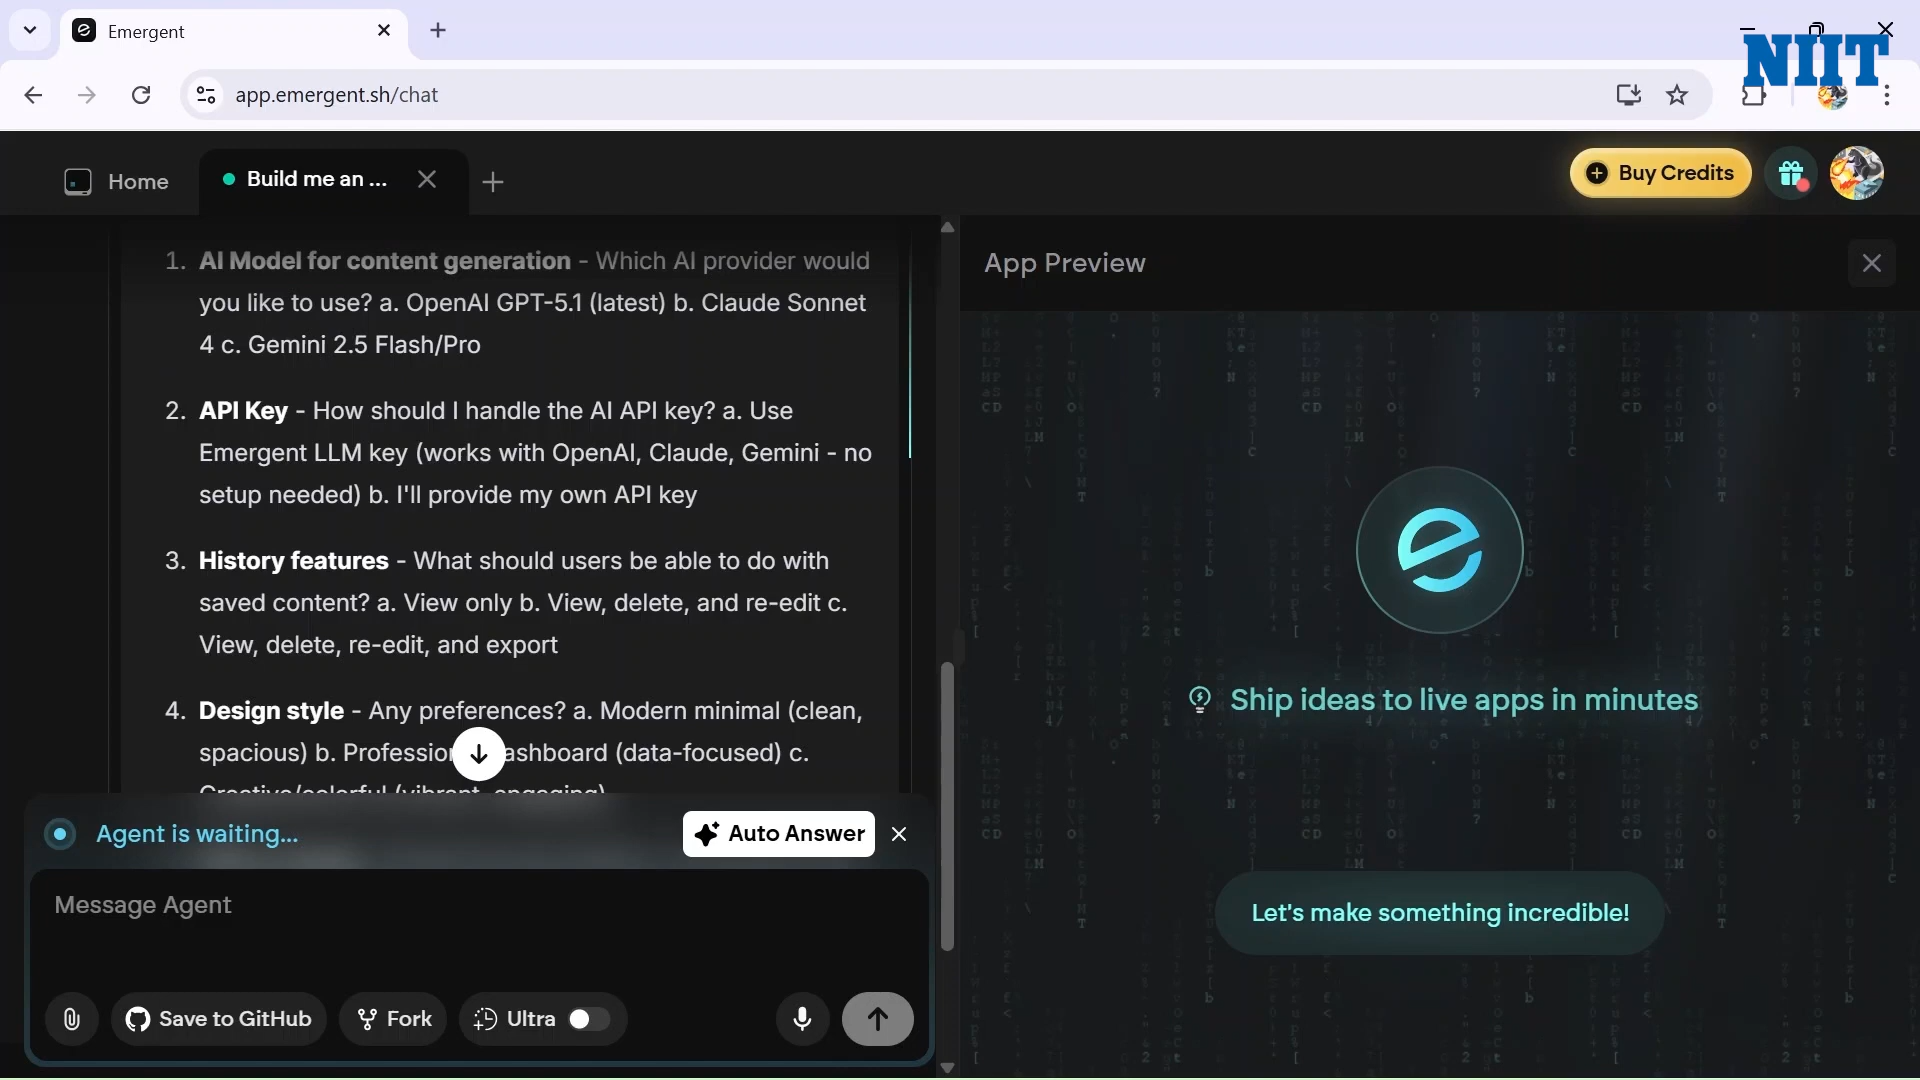 Emergent
NIIT
app.emergent.sh/chat
Home
Build me an ...
Buy Credits
1. AI Model for content generation - Which AI provider would
you like to use? a. OpenAI GPT-5.1 (latest) b. Claude Sonnet
4 c. Gemini 2.5 Flash/Pro
2. API Key - How should I handle the AI API key? a. Use
Emergent LLM key (works with OpenAI, Claude, Gemini - no
setup needed) b. I'll provide my own API key
3. History features - What should users be able to do with
saved content? a. View only b. View, delete, and re-edit c.
View, delete, re-edit, and export
4. Design style - Any preferences? a. Modern minimal (clean,
spacious) b. Profession ashboard (data-focused) c.
Creative/colorful (vibrant, engaging)
Agent is waiting...
Auto Answer
Message Agent
Save to GitHub
Fork
Ultra
App Preview
Ship ideas to live apps in minutes
Let's make something incredible!